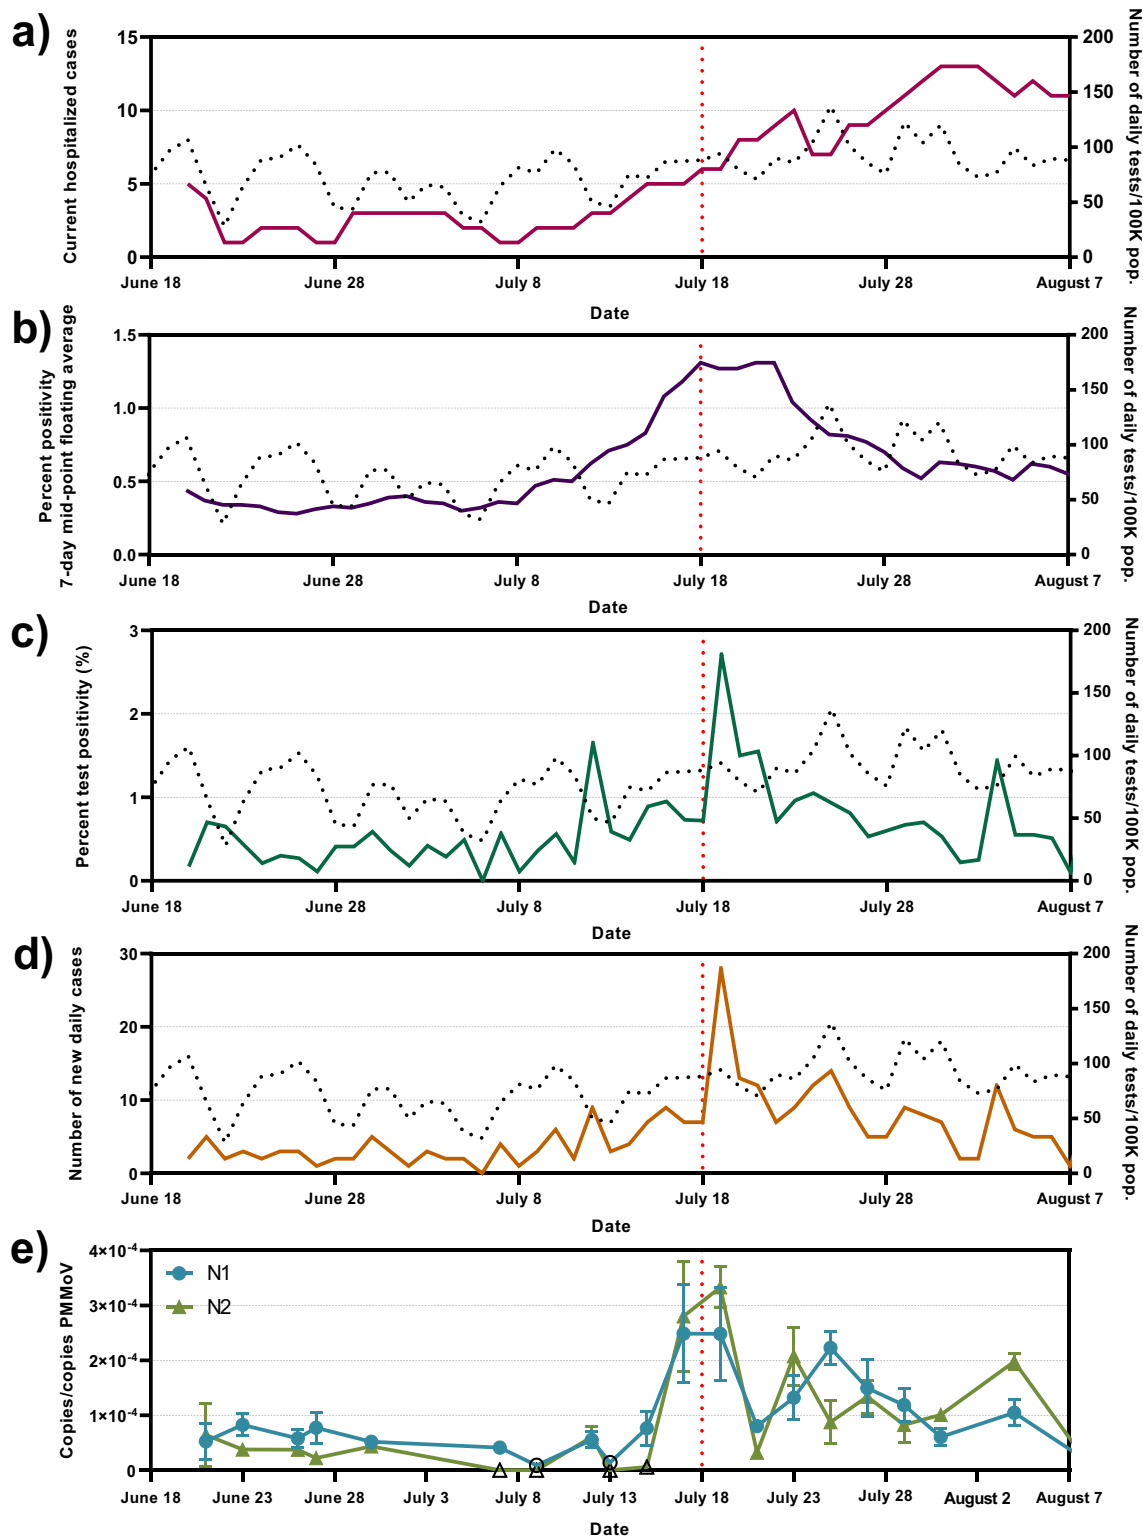 a)
Current hospitalized cases
15
10
5
0
200
150
100
50
0
Number of daily tests/100K pop.
June 18
June 28
July 8
July 18
July 28
August 7
Date
b)
Percent positivity
7-day mid-point floating average
1.5
1.0
0.5
0.0
200
150
100
50
0
Number of daily tests/100K pop.
June 18
June 28
July 8
July 18
July 28
August 7
Date
c)
Percent test positivity (%)
3
2
1
0
200
150
100
50
0
Number of daily tests/100K pop.
June 18
June 28
July 8
July 18
July 28
August 7
Date
d)
Number of new daily cases
30
20
10
0
200
150
100
50
0
Number of daily tests/100K pop.
June 18
June 28
July 8
July 18
July 28
August 7
Date
e)
Copies/copies PMMoV
4×10-4
3×10-4
2×10-4
1×10-4
0
N1
N2
June 18
June 23
June 28
July 3
July 8
July 13
July 18
July 23
July 28
August 2
August 7
Date